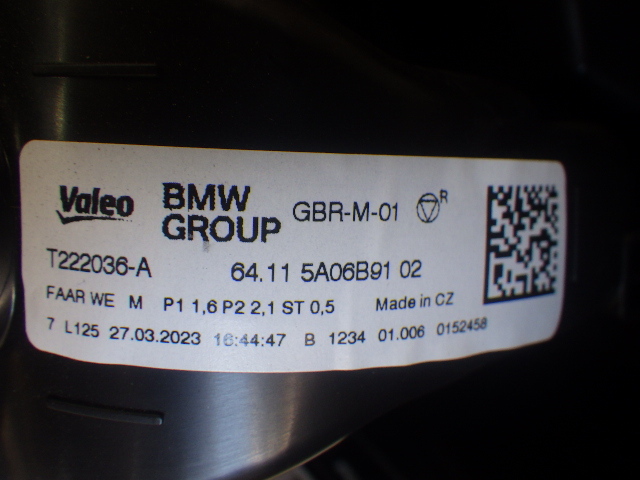 Valeo BMW GROUP GBR-M-01 R
T222036-A 64.11 5A06B91 02
FAAR WE M P1 1,6 P2 2,1 ST 0,5 Made in CZ
7 L125 27.03.2023 16:44:47 B 1234 01.006 0152458